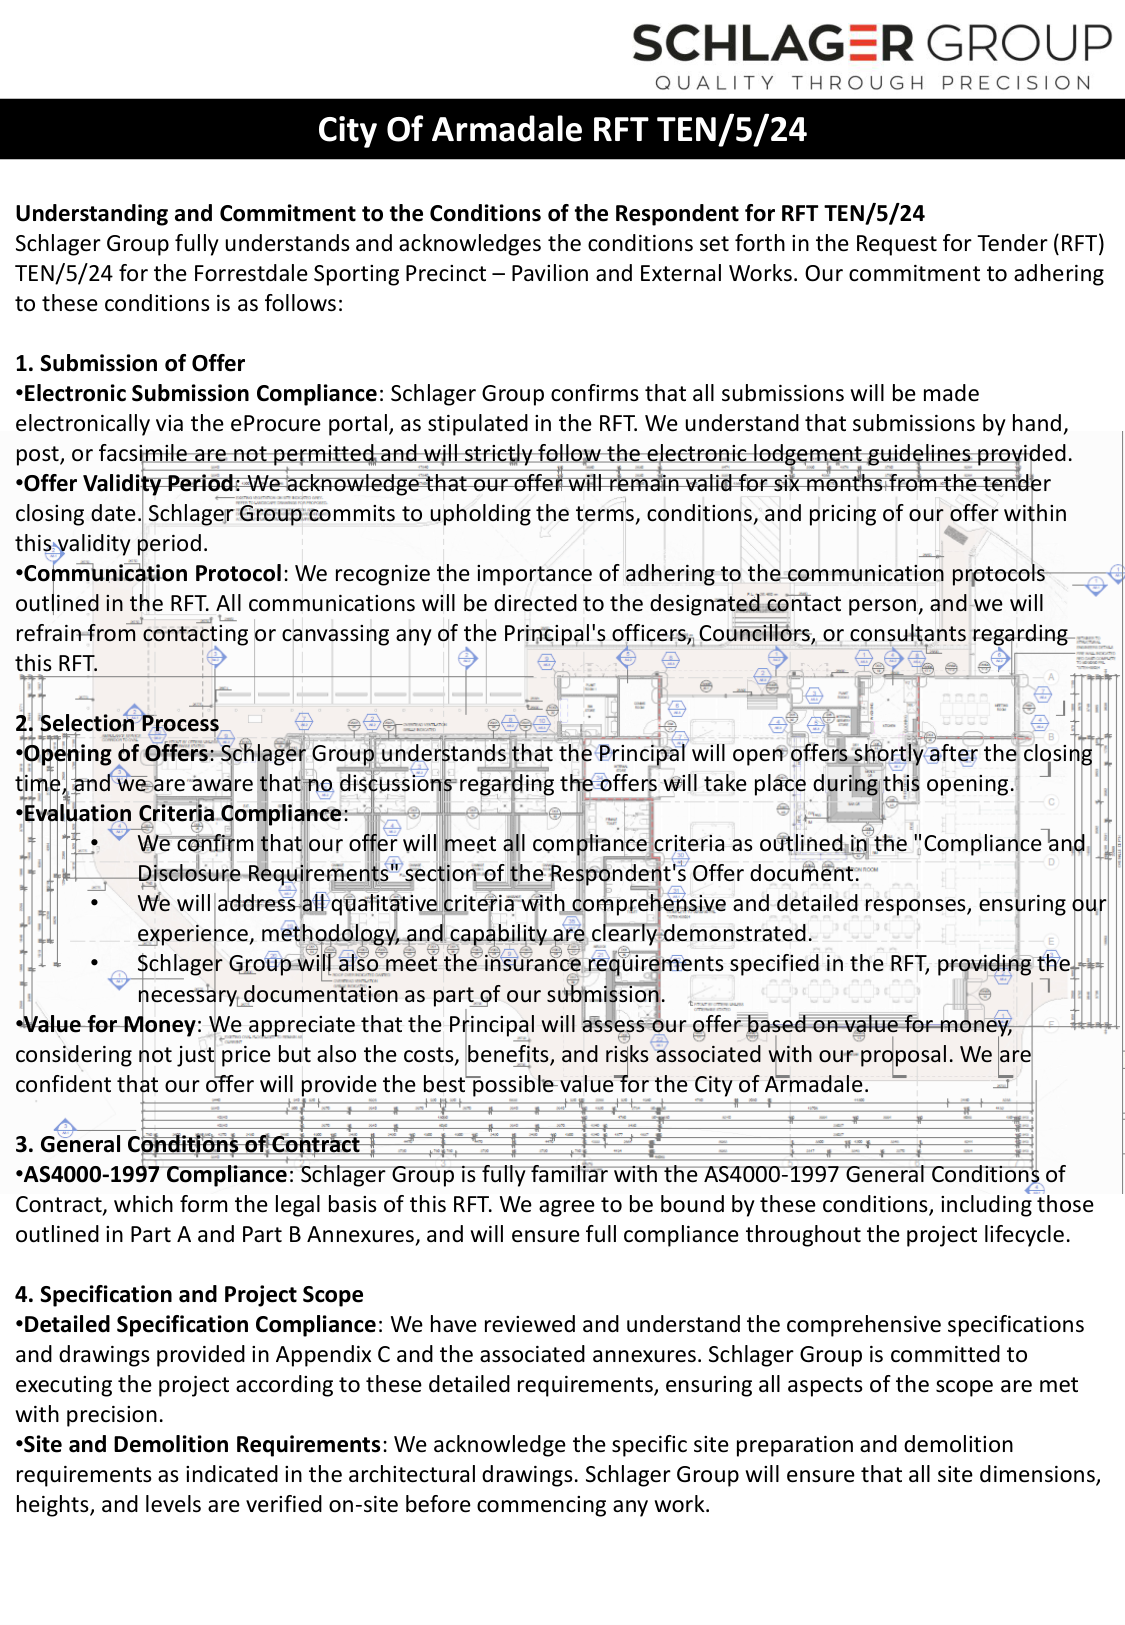 SCHLAGER GROUP
QUALITY THROUGH PRECISION
City Of Armadale RFT TEN/5/24
Understanding and Commitment to the Conditions of the Respondent for RFT TEN/5/24
Schlager Group fully understands and acknowledges the conditions set forth in the Request for Tender (RFT)
TEN/5/24 for the Forrestdale Sporting Precinct – Pavilion and External Works. Our commitment to adhering
to these conditions is as follows:
1. Submission of Offer
•Electronic Submission Compliance: Schlager Group confirms that all submissions will be made
electronically via the eProcure portal, as stipulated in the RFT. We understand that submissions by hand,
post, or facsimile are not permitted and will strictly follow the electronic lodgement guidelines provided.
•Offer Validity Period: We acknowledge that our offer will remain valid for six months from the tender
closing date. Schlager Group commits to upholding the terms, conditions, and pricing of our offer within
this validity period.
•Communication Protocol: We recognize the importance of adhering to the communication protocols
outlined in the RFT. All communications will be directed to the designated contact person, and we will
refrain from contacting or canvassing any of the Principal's officers, Councillors, or consultants regarding
this RFT.
2. Selection Process
•Opening of Offers: Schlager Group understands that the Principal will open offers shortly after the closing
time, and we are aware that no discussions regarding the offers will take place during this opening.
•Evaluation Criteria Compliance:
• We confirm that our offer will meet all compliance criteria as outlined in the "Compliance and
Disclosure Requirements" section of the Respondent's Offer document.
• We will address all qualitative criteria with comprehensive and detailed responses, ensuring our
experience, methodology, and capability are clearly demonstrated.
• Schlager Group will also meet the insurance requirements specified in the RFT, providing the
necessary documentation as part of our submission.
•Value for Money: We appreciate that the Principal will assess our offer based on value for money,
considering not just price but also the costs, benefits, and risks associated with our proposal. We are
confident that our offer will provide the best possible value for the City of Armadale.
3. General Conditions of Contract
•AS4000-1997 Compliance: Schlager Group is fully familiar with the AS4000-1997 General Conditions of
Contract, which form the legal basis of this RFT. We agree to be bound by these conditions, including those
outlined in Part A and Part B Annexures, and will ensure full compliance throughout the project lifecycle.
4. Specification and Project Scope
•Detailed Specification Compliance: We have reviewed and understand the comprehensive specifications
and drawings provided in Appendix C and the associated annexures. Schlager Group is committed to
executing the project according to these detailed requirements, ensuring all aspects of the scope are met
with precision.
•Site and Demolition Requirements: We acknowledge the specific site preparation and demolition
requirements as indicated in the architectural drawings. Schlager Group will ensure that all site dimensions,
heights, and levels are verified on-site before commencing any work.